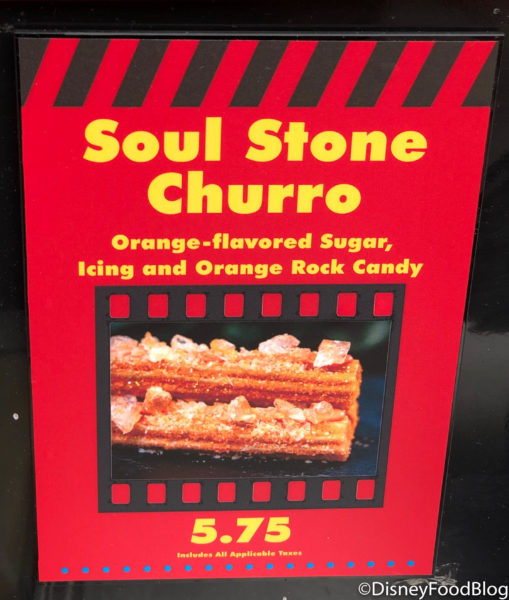 Soul Stone
Churro
Orange-flavored Sugar,
Icing and Orange Rock Candy
5.75
Includes All Applicable Taxes
©DisneyFoodBlog